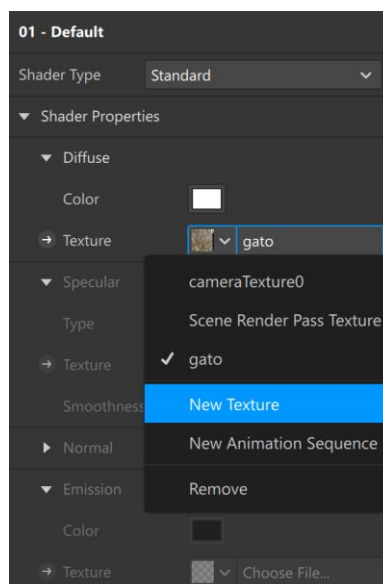 01 - Default
Shader Type Standard
Shader Properties
Diffuse
Color
Texture gato
Specular cameraTexture0
Type Scene Render Pass Texture
Texture gato
Smoothness New Texture
Normal New Animation Sequence
Emission Remove
Color
Texture Choose File...